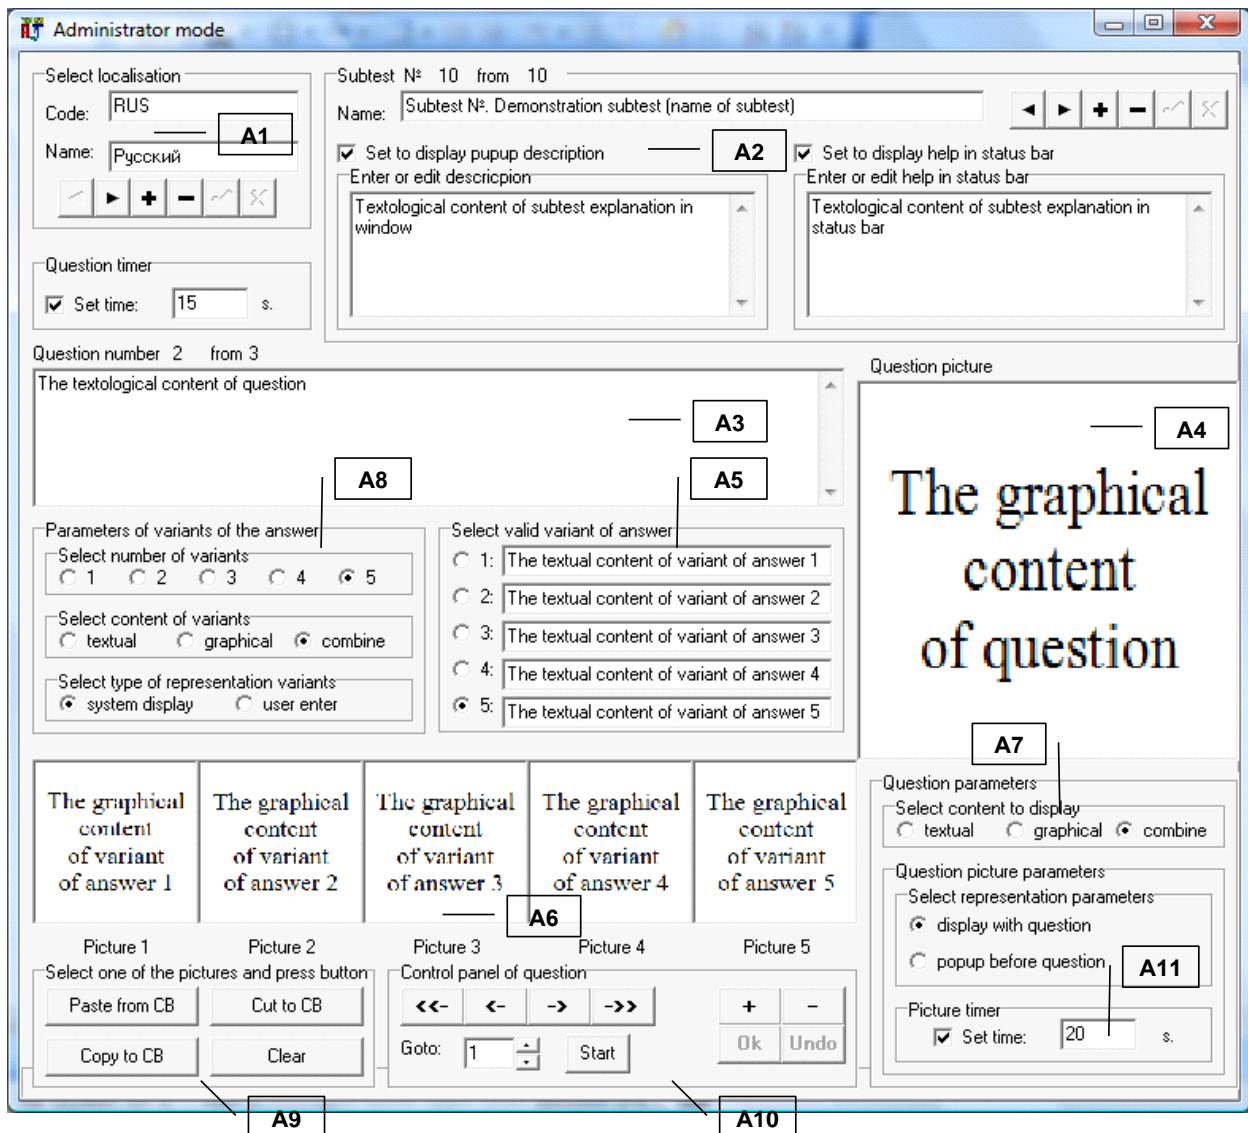 Administrator mode
Select localisation
Code: RUS
A1
Name: Русский
Subtest № 10 from 10
Name: Subtest №. Demonstration subtest (name of subtest)
Set to display pupup description
A2
Set to display help in status bar
Enter or edit descricpion
Textological content of subtest explanation in
window
Enter or edit help in status bar
Textological content of subtest explanation in
status bar
Question timer
Set time: 15 s.
Question number 2 from 3
The textological content of question
A3
Question picture
A4
The graphical
content
of question
A8
A5
Parameters of variants of the answer
Select number of variants
1 2 3 4 5
Select content of variants
textual graphical combine
Select type of representation variants
system display user enter
Select valid variant of answer
1: The textual content of variant of answer 1
2: The textual content of variant of answer 2
3: The textual content of variant of answer 3
4: The textual content of variant of answer 4
5: The textual content of variant of answer 5
A7
The graphical
content
of variant
of answer 1
The graphical
content
of variant
of answer 2
The graphical
content
of variant
of answer 3
The graphical
content
of variant
of answer 4
The graphical
content
of variant
of answer 5
A6
Picture 1 Picture 2 Picture 3 Picture 4 Picture 5
Question parameters
Select content to display
textual graphical combine
Question picture parameters
Select representation parameters
display with question
popup before question
A11
Picture timer
Set time: 20 s.
Select one of the pictures and press button
Paste from CB Cut to CB
Copy to CB Clear
A9
Control panel of question
<<- <- -> ->> + -
Goto: 1 Start Ok Undo
A10